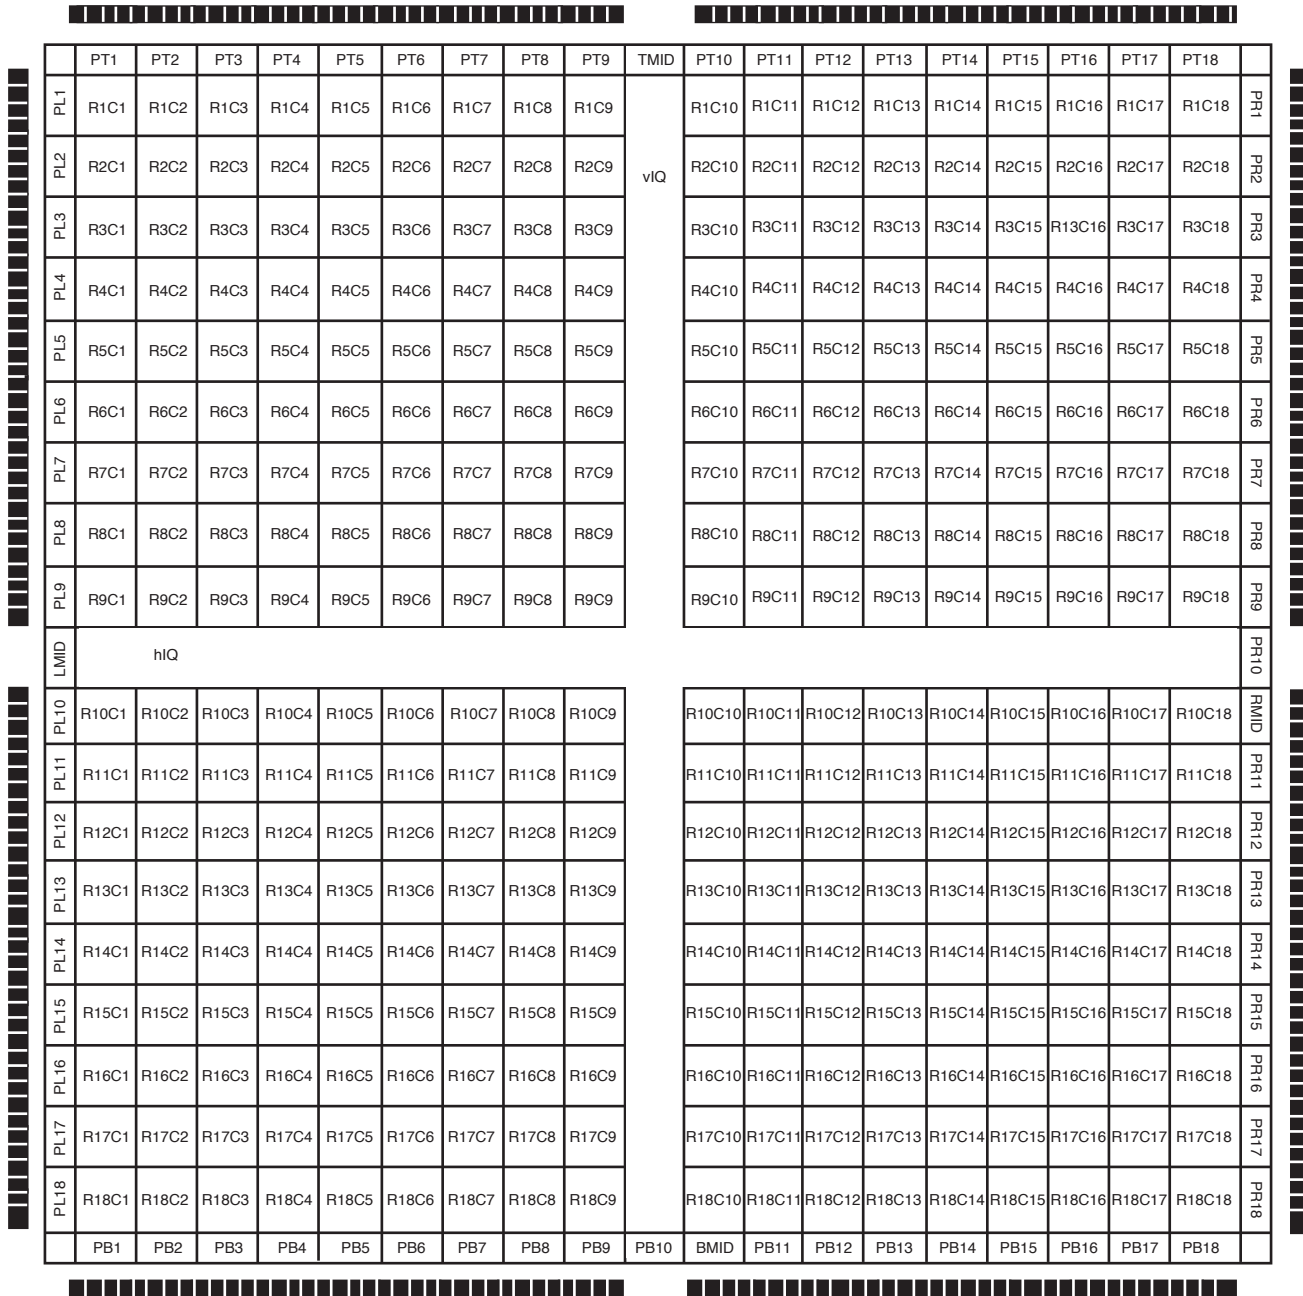 PT1 PT2 PT3 PT4 PT5 PT6 PT7 PT8 PT9 TMID PT10 PT11 PT12 PT13 PT14 PT15 PT16 PT17 PT18
PL1 R1C1 R1C2 R1C3 R1C4 R1C5 R1C6 R1C7 R1C8 R1C9 R1C10 R1C11 R1C12 R1C13 R1C14 R1C15 R1C16 R1C17 R1C18 PR1
PL2 R2C1 R2C2 R2C3 R2C4 R2C5 R2C6 R2C7 R2C8 R2C9 vIQ R2C10 R2C11 R2C12 R2C13 R2C14 R2C15 R2C16 R2C17 R2C18 PR2
PL3 R3C1 R3C2 R3C3 R3C4 R3C5 R3C6 R3C7 R3C8 R3C9 R3C10 R3C11 R3C12 R3C13 R3C14 R3C15 R13C16 R3C17 R3C18 PR3
PL4 R4C1 R4C2 R4C3 R4C4 R4C5 R4C6 R4C7 R4C8 R4C9 R4C10 R4C11 R4C12 R4C13 R4C14 R4C15 R4C16 R4C17 R4C18 PR4
PL5 R5C1 R5C2 R5C3 R5C4 R5C5 R5C6 R5C7 R5C8 R5C9 R5C10 R5C11 R5C12 R5C13 R5C14 R5C15 R5C16 R5C17 R5C18 PR5
PL6 R6C1 R6C2 R6C3 R6C4 R6C5 R6C6 R6C7 R6C8 R6C9 R6C10 R6C11 R6C12 R6C13 R6C14 R6C15 R6C16 R6C17 R6C18 PR6
PL7 R7C1 R7C2 R7C3 R7C4 R7C5 R7C6 R7C7 R7C8 R7C9 R7C10 R7C11 R7C12 R7C13 R7C14 R7C15 R7C16 R7C17 R7C18 PR7
PL8 R8C1 R8C2 R8C3 R8C4 R8C5 R8C6 R8C7 R8C8 R8C9 R8C10 R8C11 R8C12 R8C13 R8C14 R8C15 R8C16 R8C17 R8C18 PR8
PL9 R9C1 R9C2 R9C3 R9C4 R9C5 R9C6 R9C7 R9C8 R9C9 R9C10 R9C11 R9C12 R9C13 R9C14 R9C15 R9C16 R9C17 R9C18 PR9
LMID hIQ PR10
PL10 R10C1 R10C2 R10C3 R10C4 R10C5 R10C6 R10C7 R10C8 R10C9 R10C10 R10C11 R10C12 R10C13 R10C14 R10C15 R10C16 R10C17 R10C18 RMID
PL11 R11C1 R11C2 R11C3 R11C4 R11C5 R11C6 R11C7 R11C8 R11C9 R11C10 R11C11 R11C12 R11C13 R11C14 R11C15 R11C16 R11C17 R11C18 PR11
PL12 R12C1 R12C2 R12C3 R12C4 R12C5 R12C6 R12C7 R12C8 R12C9 R12C10 R12C11 R12C12 R12C13 R12C14 R12C15 R12C16 R12C17 R12C18 PR12
PL13 R13C1 R13C2 R13C3 R13C4 R13C5 R13C6 R13C7 R13C8 R13C9 R13C10 R13C11 R13C12 R13C13 R13C14 R13C15 R13C16 R13C17 R13C18 PR13
PL14 R14C1 R14C2 R14C3 R14C4 R14C5 R14C6 R14C7 R14C8 R14C9 R14C10 R14C11 R14C12 R14C13 R14C14 R14C15 R14C16 R14C17 R14C18 PR14
PL15 R15C1 R15C2 R15C3 R15C4 R15C5 R15C6 R15C7 R15C8 R15C9 R15C10 R15C11 R15C12 R15C13 R15C14 R15C15 R15C16 R15C17 R15C18 PR15
PL16 R16C1 R16C2 R16C3 R16C4 R16C5 R16C6 R16C7 R16C8 R16C9 R16C10 R16C11 R16C12 R16C13 R16C14 R16C15 R16C16 R16C17 R16C18 PR16
PL17 R17C1 R17C2 R17C3 R17C4 R17C5 R17C6 R17C7 R17C8 R17C9 R17C10 R17C11 R17C12 R17C13 R17C14 R17C15 R17C16 R17C17 R17C18 PR17
PL18 R18C1 R18C2 R18C3 R18C4 R18C5 R18C6 R18C7 R18C8 R18C9 R18C10 R18C11 R18C12 R18C13 R18C14 R18C15 R18C16 R18C17 R18C18 PR18
PB1 PB2 PB3 PB4 PB5 PB6 PB7 PB8 PB9 PB10 BMID PB11 PB12 PB13 PB14 PB15 PB16 PB17 PB18